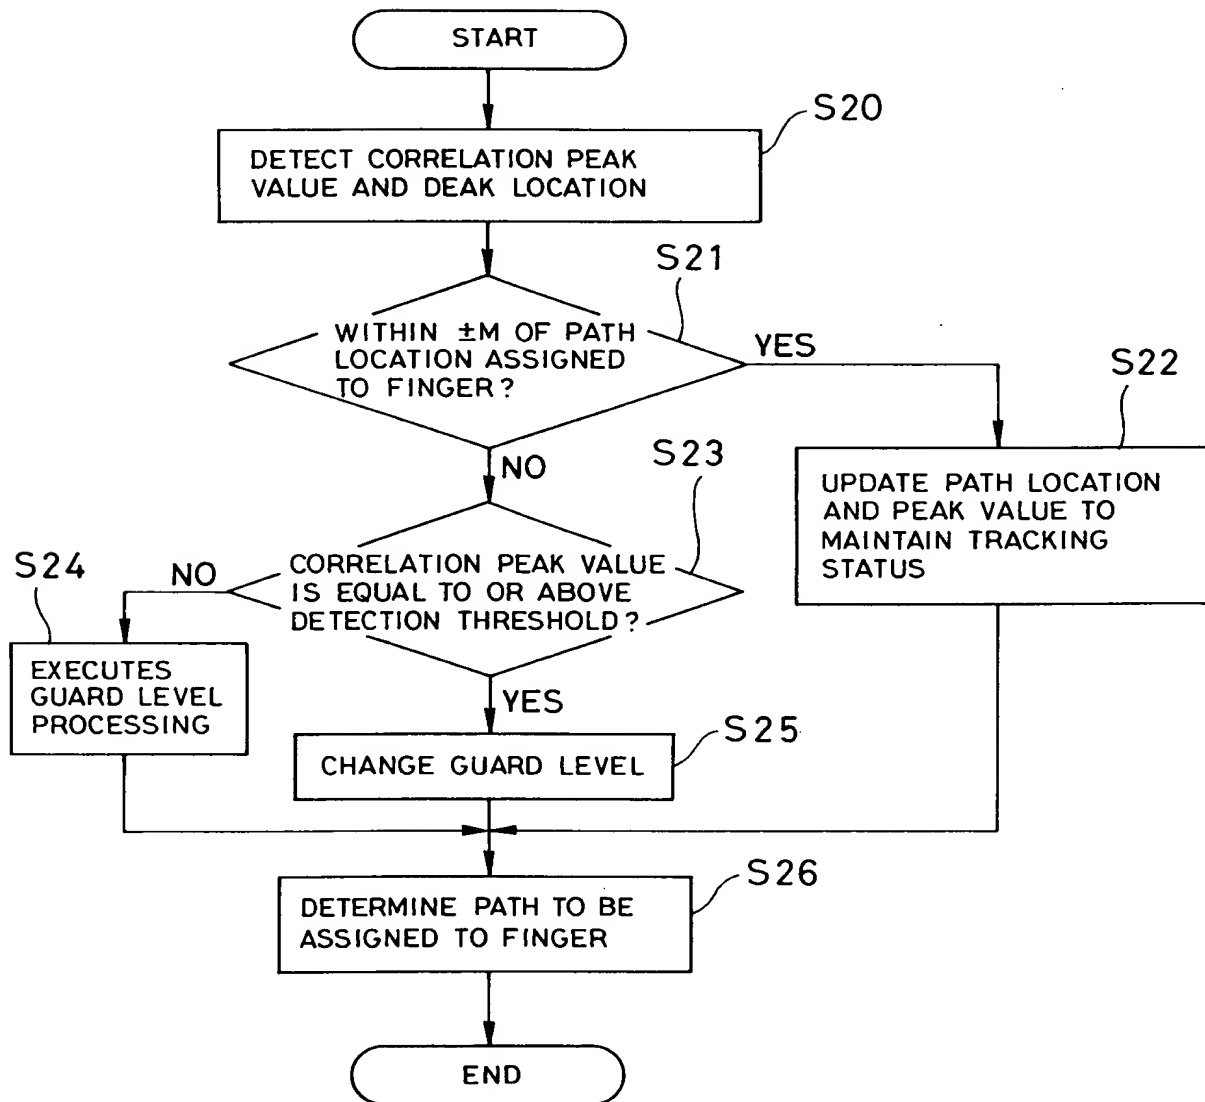 START
S20
DETECT CORRELATION PEAK
VALUE AND DEAK LOCATION
S21
WITHIN ±M OF PATH
LOCATION ASSIGNED
TO FINGER?
YES
S22
UPDATE PATH LOCATION
AND PEAK VALUE TO
MAINTAIN TRACKING
STATUS
NO
S23
CORRELATION PEAK VALUE
IS EQUAL TO OR ABOVE
DETECTION THRESHOLD?
NO
S24
EXECUTES
GUARD LEVEL
PROCESSING
YES
S25
CHANGE GUARD LEVEL
S26
DETERMINE PATH TO BE
ASSIGNED TO FINGER
END